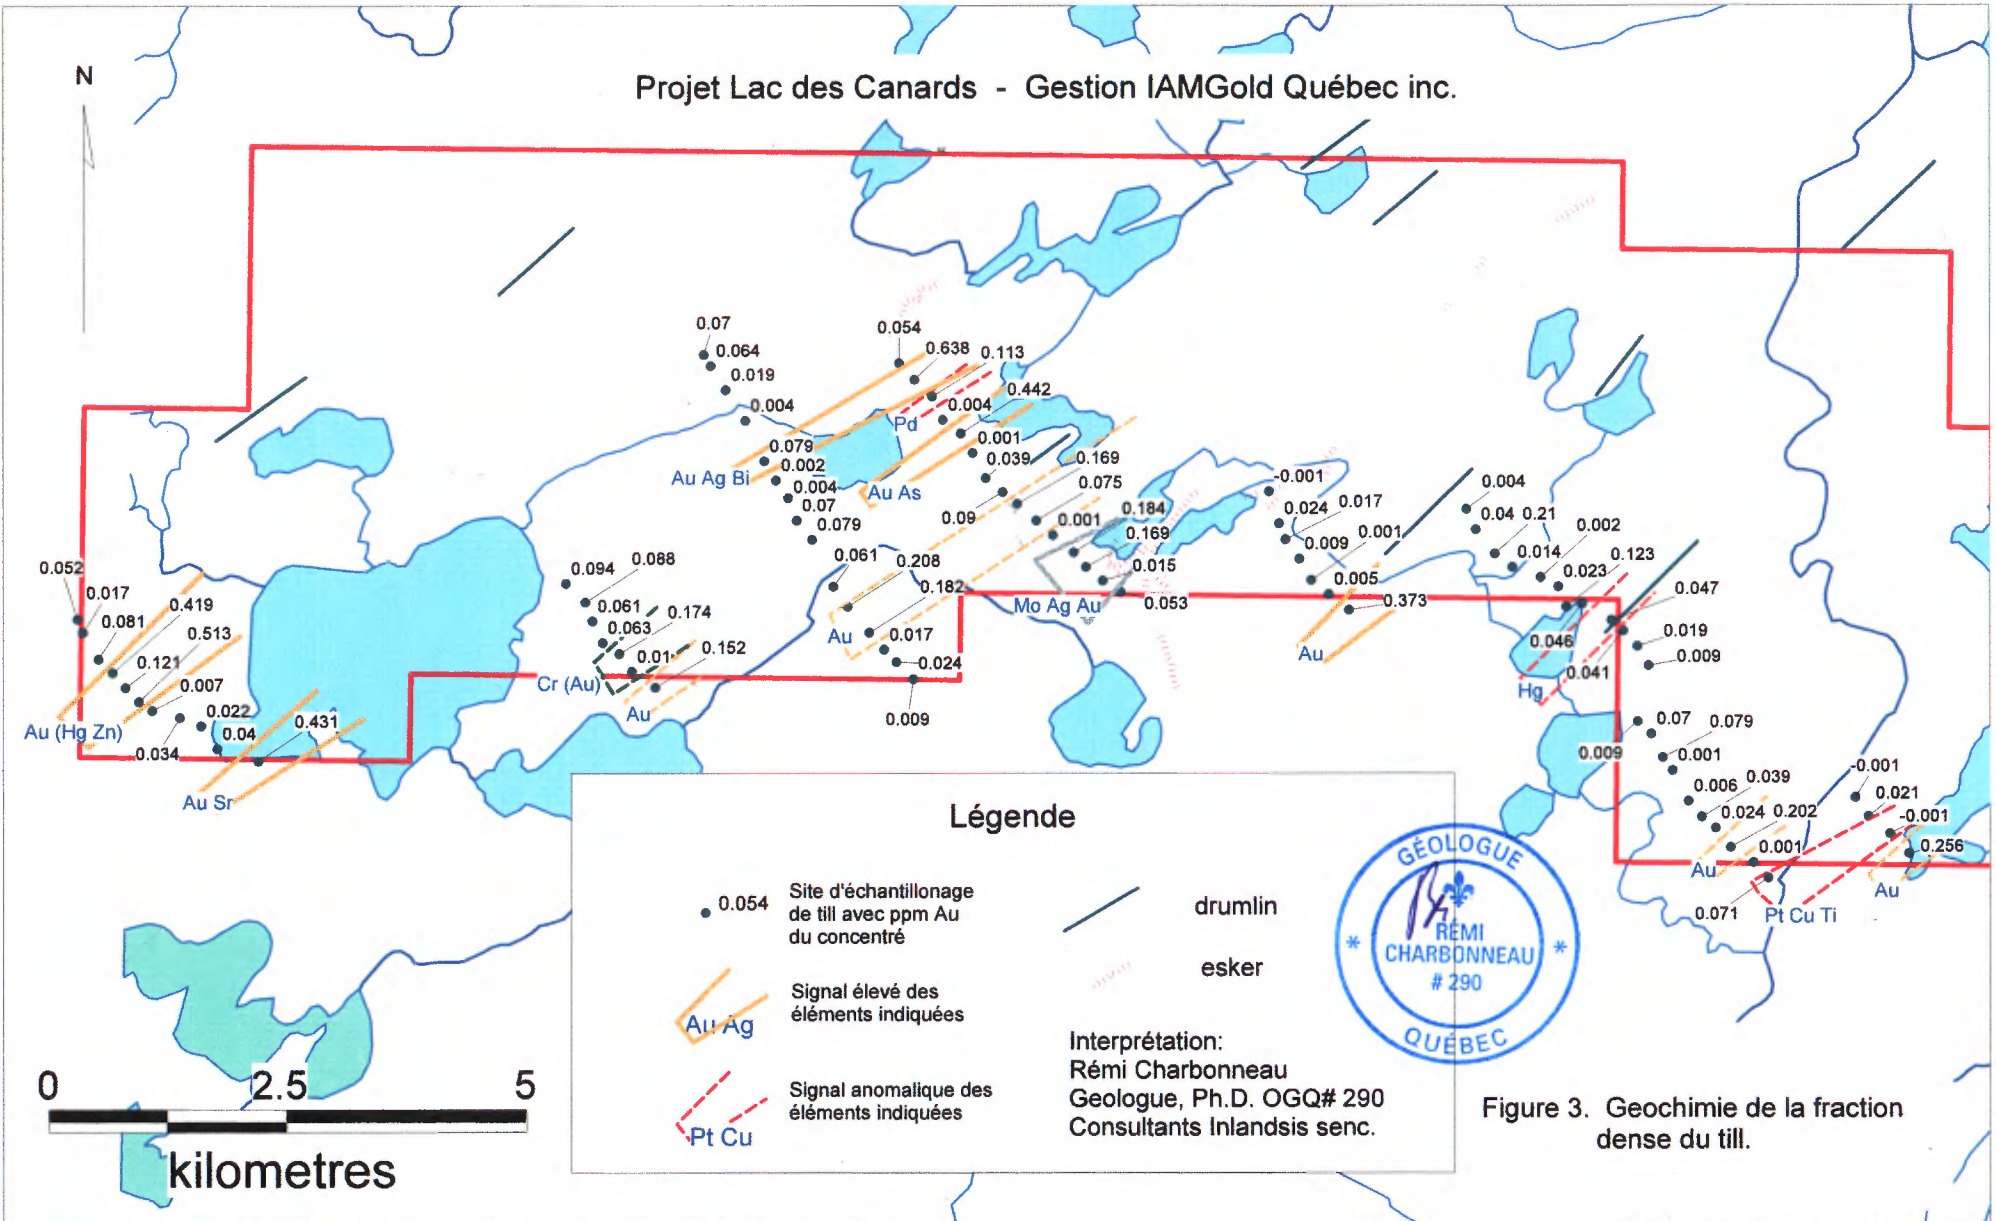 Projet Lac des Canards - Gestion IAMGold Québec inc.
N
0.07
0.064
0.019
0.004
0.054
0.638
0.113
0.442
0.004
Pd
0.001
0.039
0.169
0.075
0.09
0.079
0.002
0.004
0.07
0.079
Au Ag Bi
Au As
0.061
0.208
0.182
Au
0.017
0.024
0.009
0.001
0.184
0.169
0.015
0.053
Mo Ag Au
-0.001
0.024
0.017
0.009
0.001
0.005
0.373
Au
0.004
0.04
0.21
0.002
0.014
0.123
0.023
0.047
0.046
0.019
0.009
0.041
Hg
0.052
0.017
0.081
0.419
0.513
0.121
0.007
0.022
0.034
0.04
0.431
Au (Hg Zn)
Au Sr
0.094
0.088
0.061
0.063
0.174
0.01
0.152
Cr (Au)
Au
0.07
0.079
0.009
0.001
0.006
0.039
0.024
0.202
0.001
Au
0.071
Pt Cu Ti
-0.001
0.021
-0.001
0.256
Au
Légende
0.054
Site d'échantillonage
de till avec ppm Au
du concentré
Au Ag
Signal élevé des
éléments indiquées
Pt Cu
Signal anomalique des
éléments indiquées
drumlin
esker
Interprétation:
Rémi Charbonneau
Geologue, Ph.D. OGQ# 290
Consultants Inlandsis senc.
GÉOLOGUE
RÉMI
CHARBONNEAU
# 290
QUÉBEC
* *
Figure 3. Geochimie de la fraction
dense du till.
0 2.5 5
kilometres